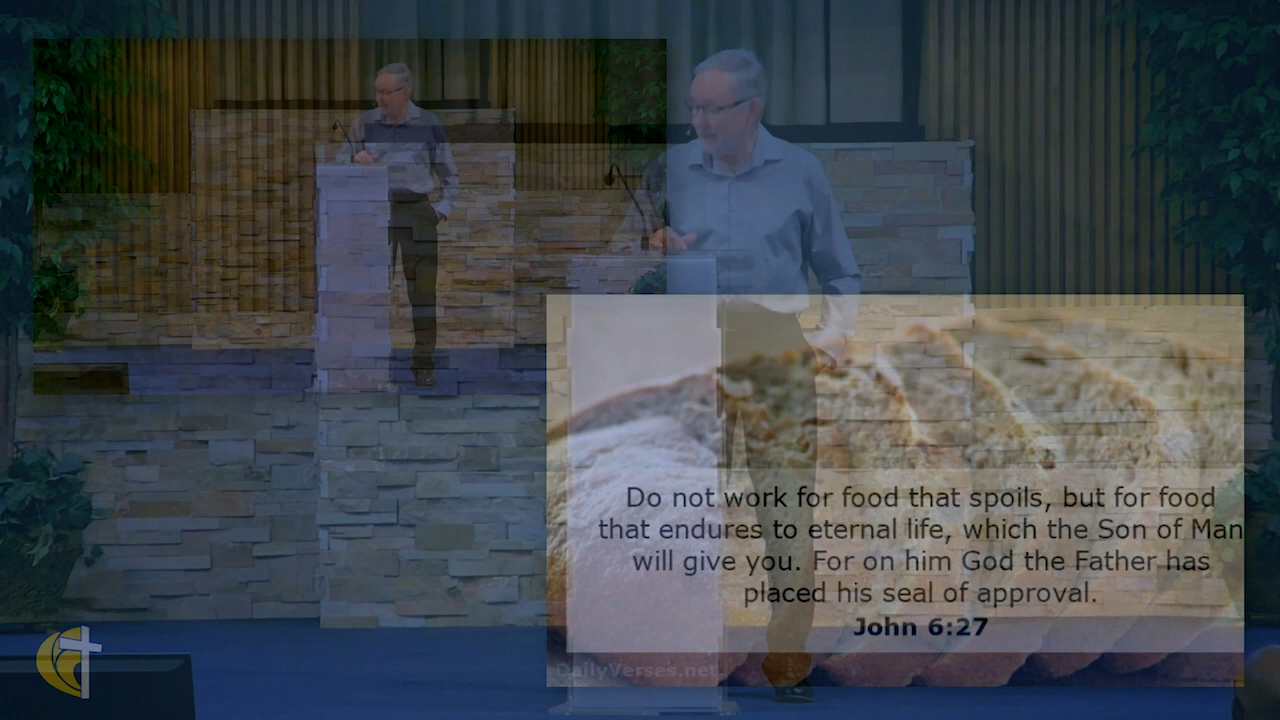 Do not work for food that spoils, but for food
that endures to eternal life, which the Son of Man
will give you. For on him God the Father has
placed his seal of approval.
John 6:27
DailyVerses.net